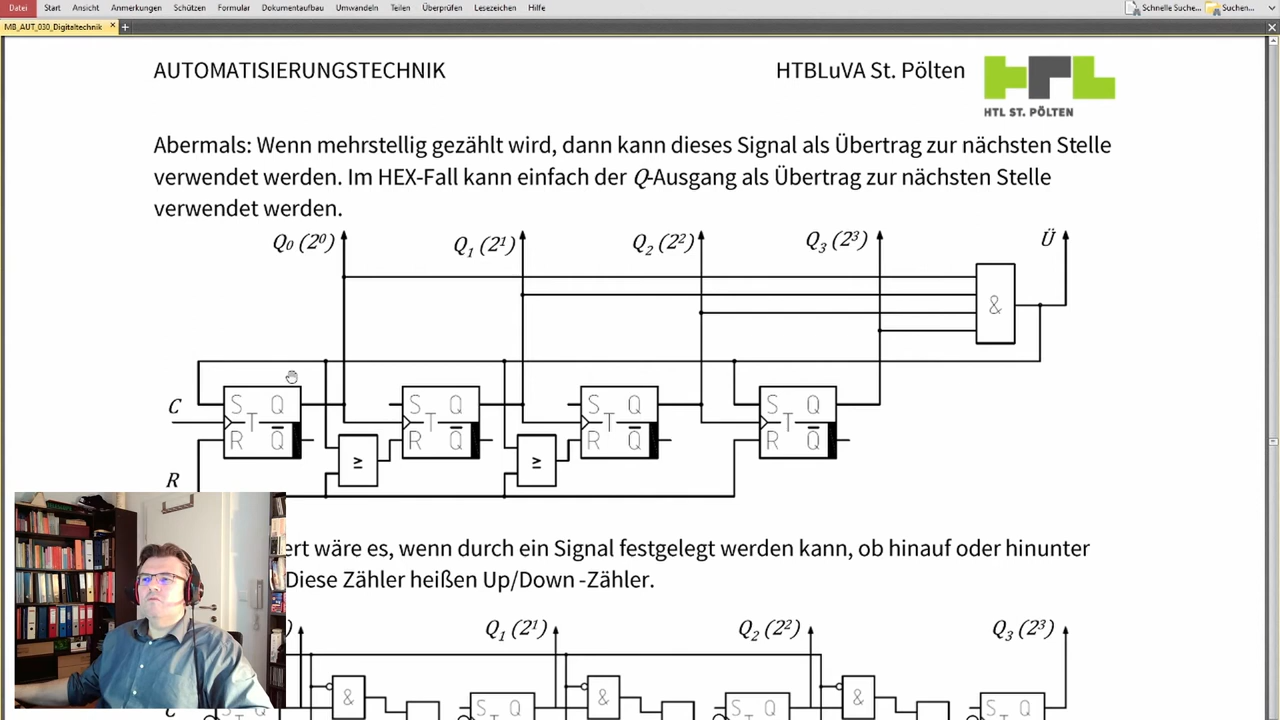 Datei Start Ansicht Anmerkungen Schützen Formular Dokumentaufbau Umwandeln Teilen Überprüfen Lesezeichen Hilfe Schnelle Suche... Suchen...
MB_AUT_030_Digitaltechnik
AUTOMATISIERUNGSTECHNIK HTBLuVA St. Pölten
HTL ST. PÖLTEN
Abermals: Wenn mehrstellig gezählt wird, dann kann dieses Signal als Übertrag zur nächsten Stelle
verwendet werden. Im HEX-Fall kann einfach der Q-Ausgang als Übertrag zur nächsten Stelle
verwendet werden.
Q₀ (2⁰) Q₁ (2¹) Q₂ (2²) Q₃ (2³) Ü
&
C S Q S Q S Q S Q
T T T T
R Q̅ R Q̅ R Q̅ R Q̅
≥ ≥
R
ert wäre es, wenn durch ein Signal festgelegt werden kann, ob hinauf oder hinunter
Diese Zähler heißen Up/Down -Zähler.
) Q₁ (2¹) Q₂ (2²) Q₃ (2³)
& & &
S Q S Q S Q